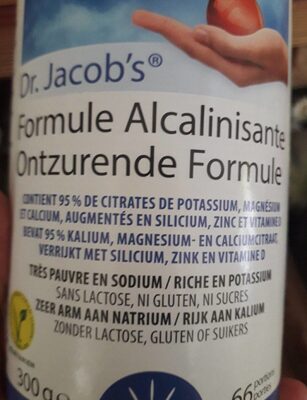 Dr. Jacob's®
Formule Alcalinisante
Ontzurende Formule
CONTIENT 95 % DE CITRATES DE POTASSIUM, MAGNÉSIUM
ET CALCIUM, AUGMENTÉS EN SILICIUM, ZINC ET VITAMINE D
BEVAT 95 % KALIUM, MAGNESIUM- EN CALCIUMCITRAAT,
VERRIJKT MET SILICIUM, ZINK EN VITAMINE D
TRÈS PAUVRE EN SODIUM / RICHE EN POTASSIUM
SANS LACTOSE, NI GLUTEN, NI SUCRES
ZEER ARM AAN NATRIUM / RIJK AAN KALIUM
ZONDER LACTOSE, GLUTEN OF SUIKERS
300 g e
66 portions
porties